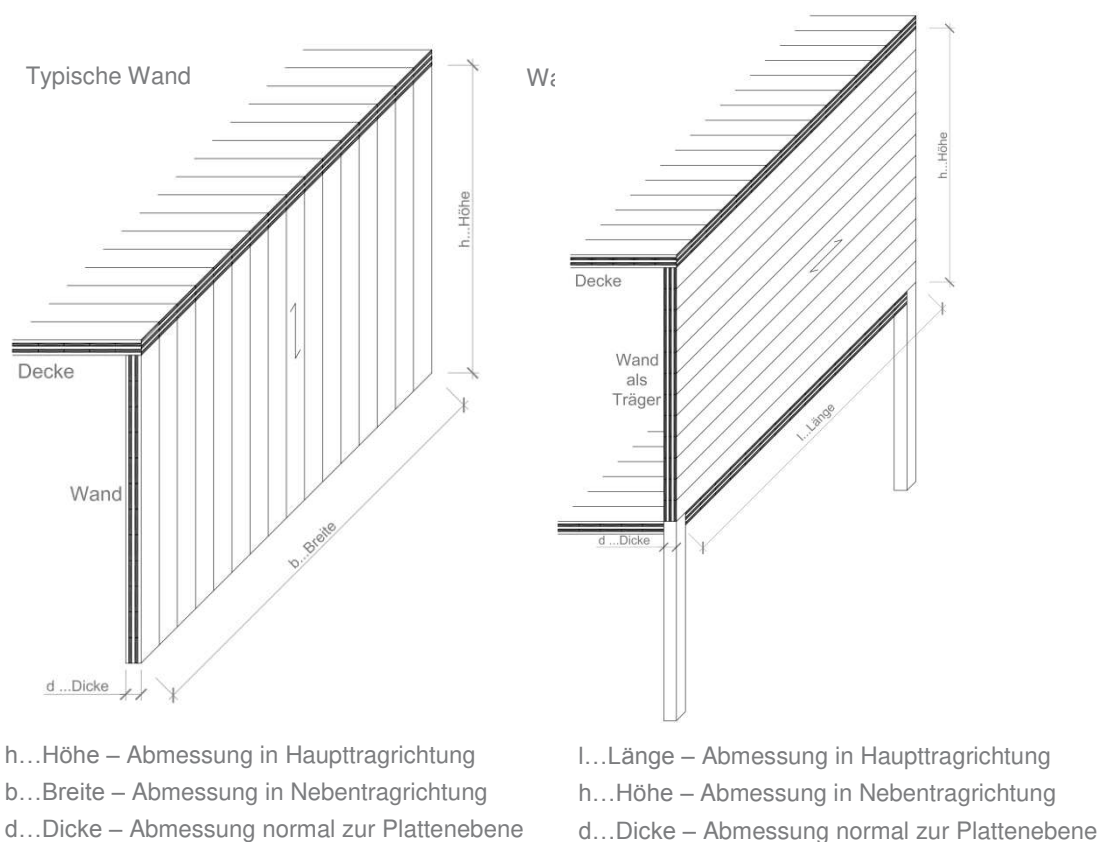 Typische Wand
h...Höhe
Decke
Wand
b...Breite
d ...Dicke
h…Höhe – Abmessung in Haupttragrichtung
b…Breite – Abmessung in Nebentragrichtung
d…Dicke – Abmessung normal zur Plattenebene
h...Höhe
Decke
Wand
als
Träger
l...Länge
d ...Dicke
l…Länge – Abmessung in Haupttragrichtung
h…Höhe – Abmessung in Nebentragrichtung
d…Dicke – Abmessung normal zur Plattenebene